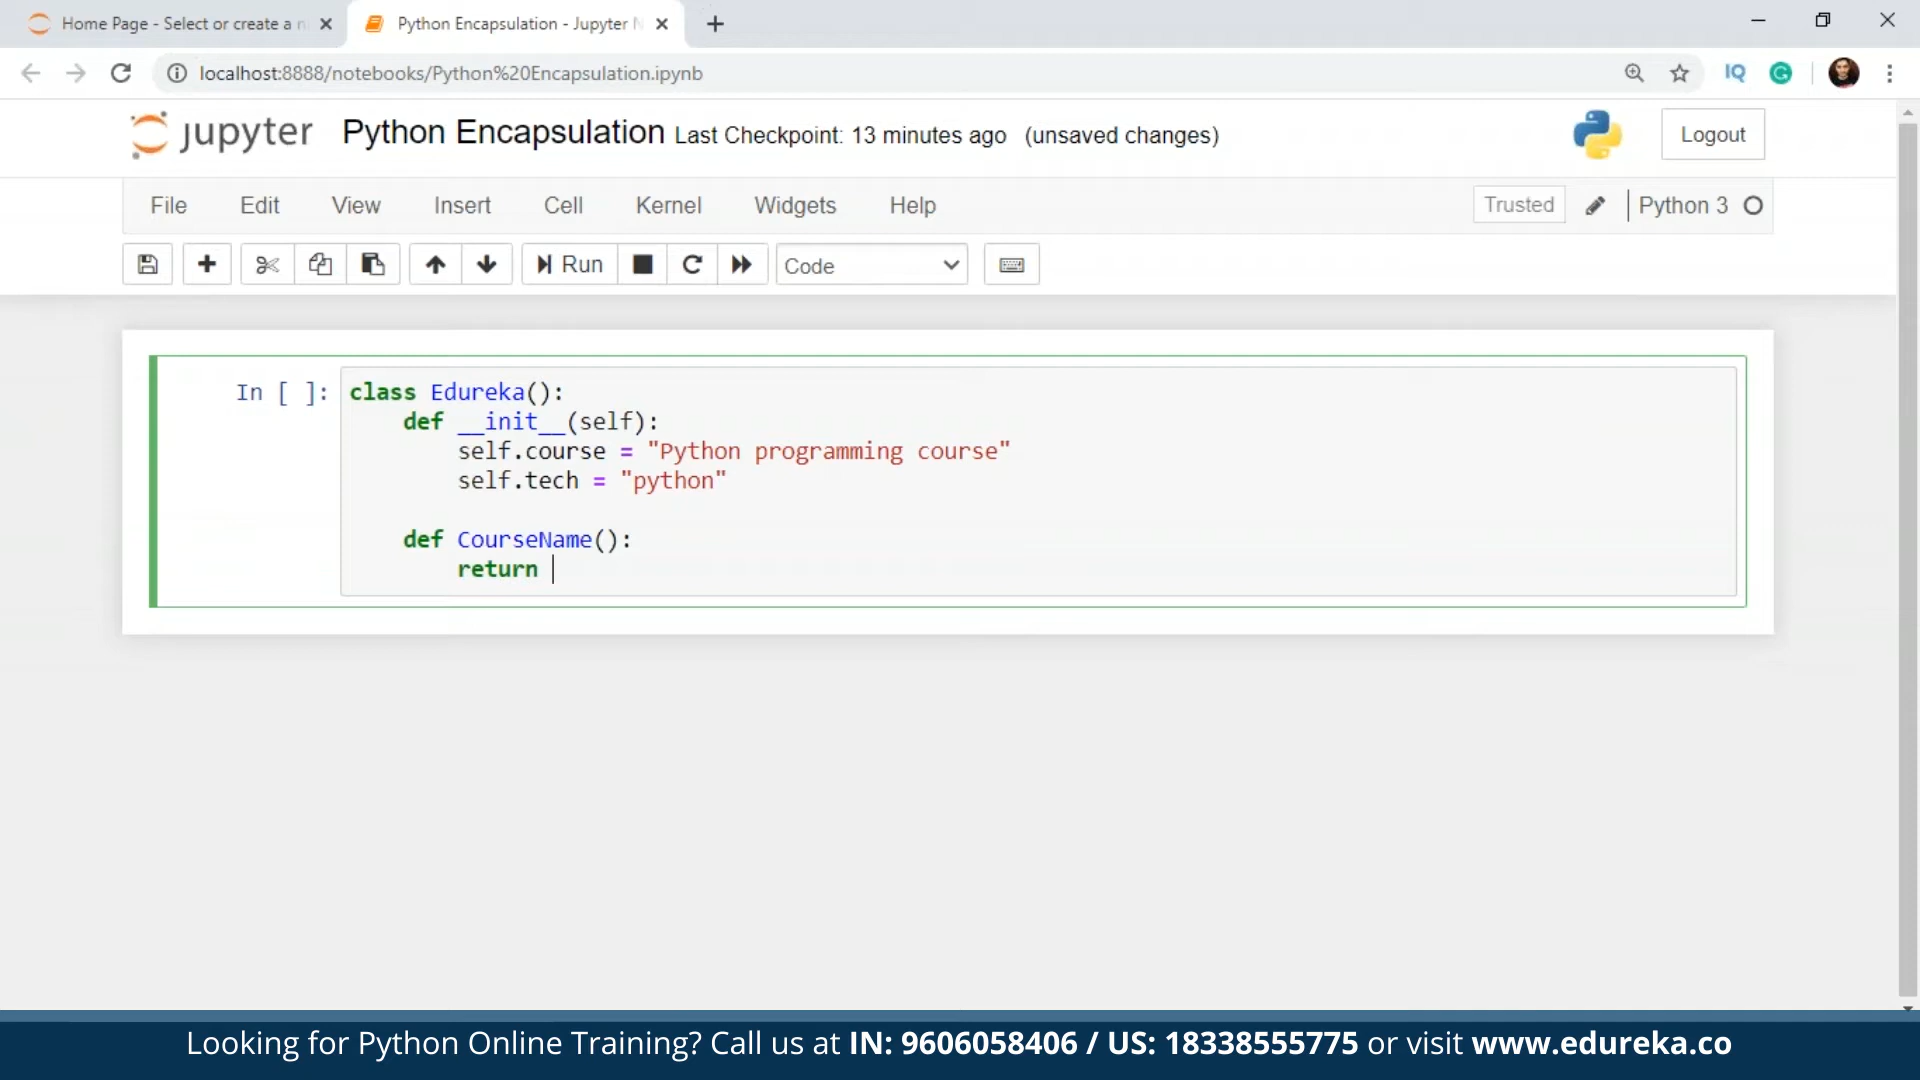 Home Page - Select or create a n
Python Encapsulation - Jupyter N
localhost:8888/notebooks/Python%20Encapsulation.ipynb
IQ
jupyter Python Encapsulation Last Checkpoint: 13 minutes ago (unsaved changes)
Logout
File Edit View Insert Cell Kernel Widgets Help
Trusted Python 3
Run Code
In [ ]: class Edureka():
def __init__(self):
self.course = "Python programming course"
self.tech = "python"
def CourseName():
return
Looking for Python Online Training? Call us at IN: 9606058406 / US: 18338555775 or visit www.edureka.co